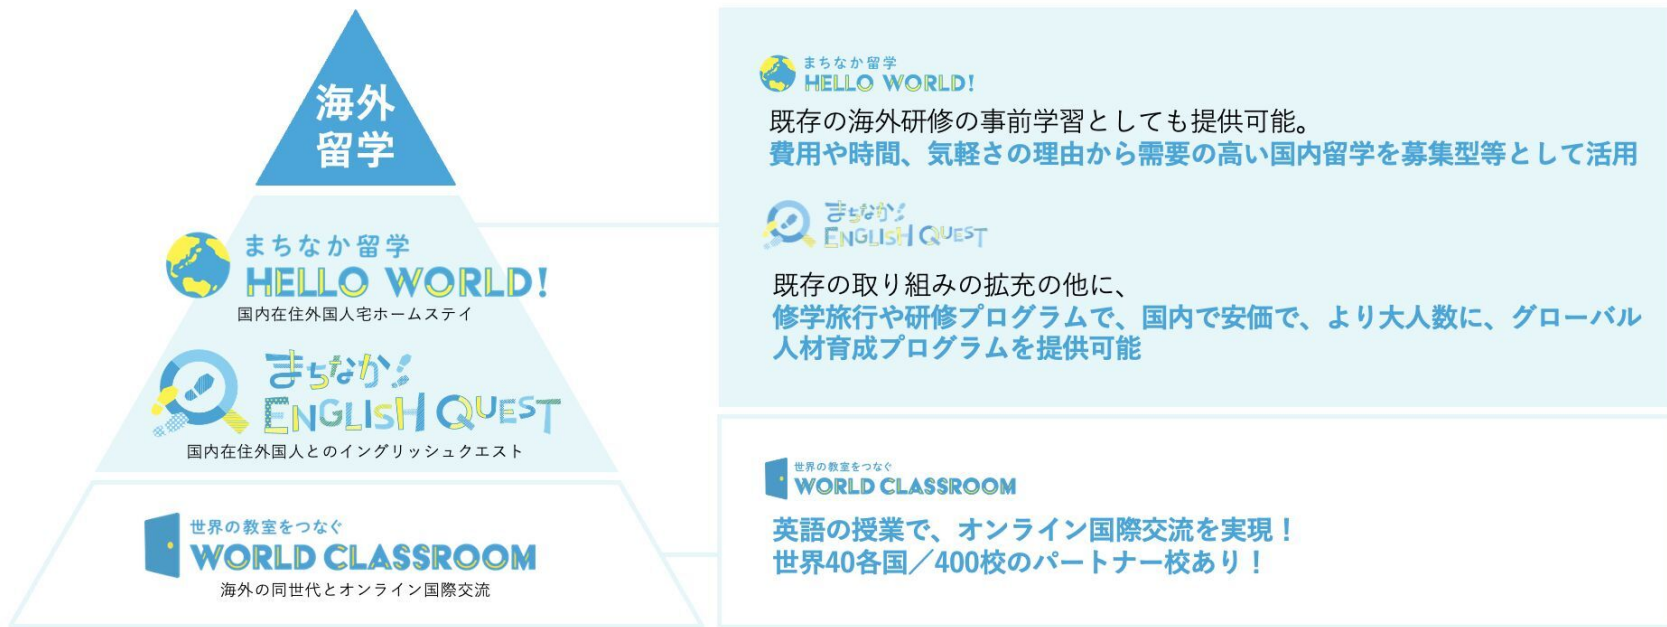 海外
留学
まちなか留学
HELLO WORLD!
国内在住外国人宅ホームステイ
まちなか!
ENGLISH QUEST
国内在住外国人とのイングリッシュクエスト
世界の教室をつなぐ
WORLD CLASSROOM
海外の同世代とオンライン国際交流
まちなか留学
HELLO WORLD!
既存の海外研修の事前学習としても提供可能。
費用や時間、気軽さの理由から需要の高い国内留学を募集型等として活用
まちなか!
ENGLISH QUEST
既存の取り組みの拡充の他に、
修学旅行や研修プログラムで、国内で安価で、より大人数に、グローバル
人材育成プログラムを提供可能
世界の教室をつなぐ
WORLD CLASSROOM
英語の授業で、オンライン国際交流を実現！
世界40各国／400校のパートナー校あり！